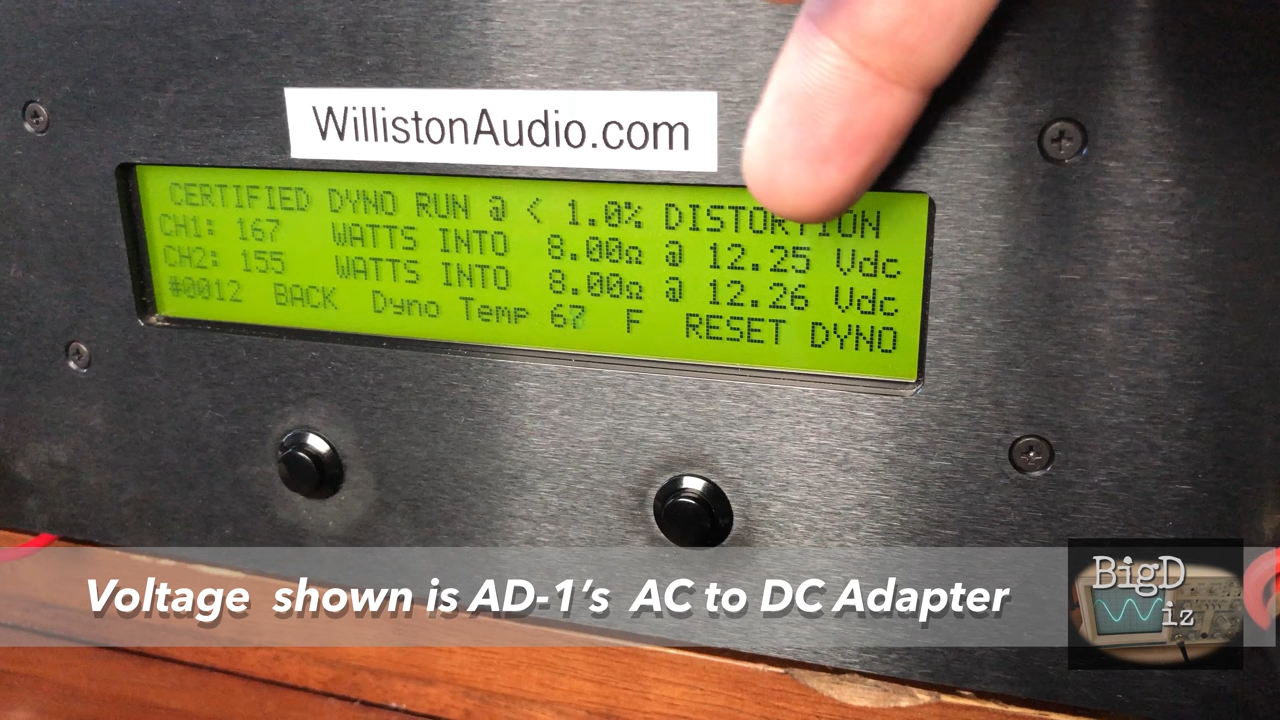 WillistonAudio.com
CERTIFIED DYNO RUN @ < 1.0% DISTORTION
CH1: 167 WATTS INTO 8.00Ω @ 12.25 Vdc
CH2: 155 WATTS INTO 8.00Ω @ 12.26 Vdc
#0012 BACK Dyno Temp 67 F RESET DYNO
Voltage shown is AD-1's AC to DC Adapter
BigD
Wiz